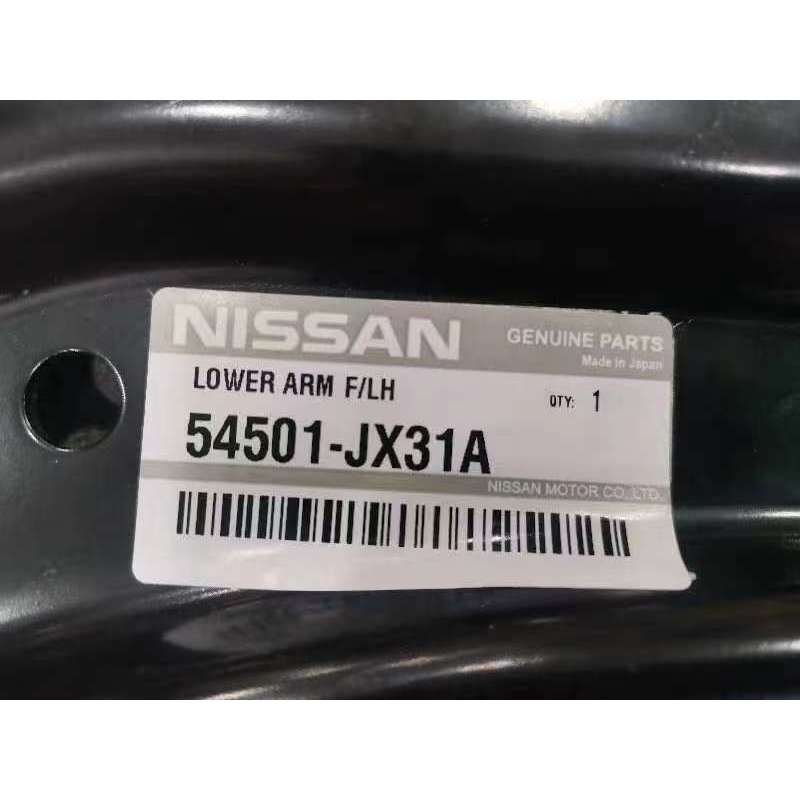 NISSAN
GENUINE PARTS
Made in Japan
LOWER ARM F/LH
QTY: 1
54501-JX31A
NISSAN MOTOR CO.,LTD.